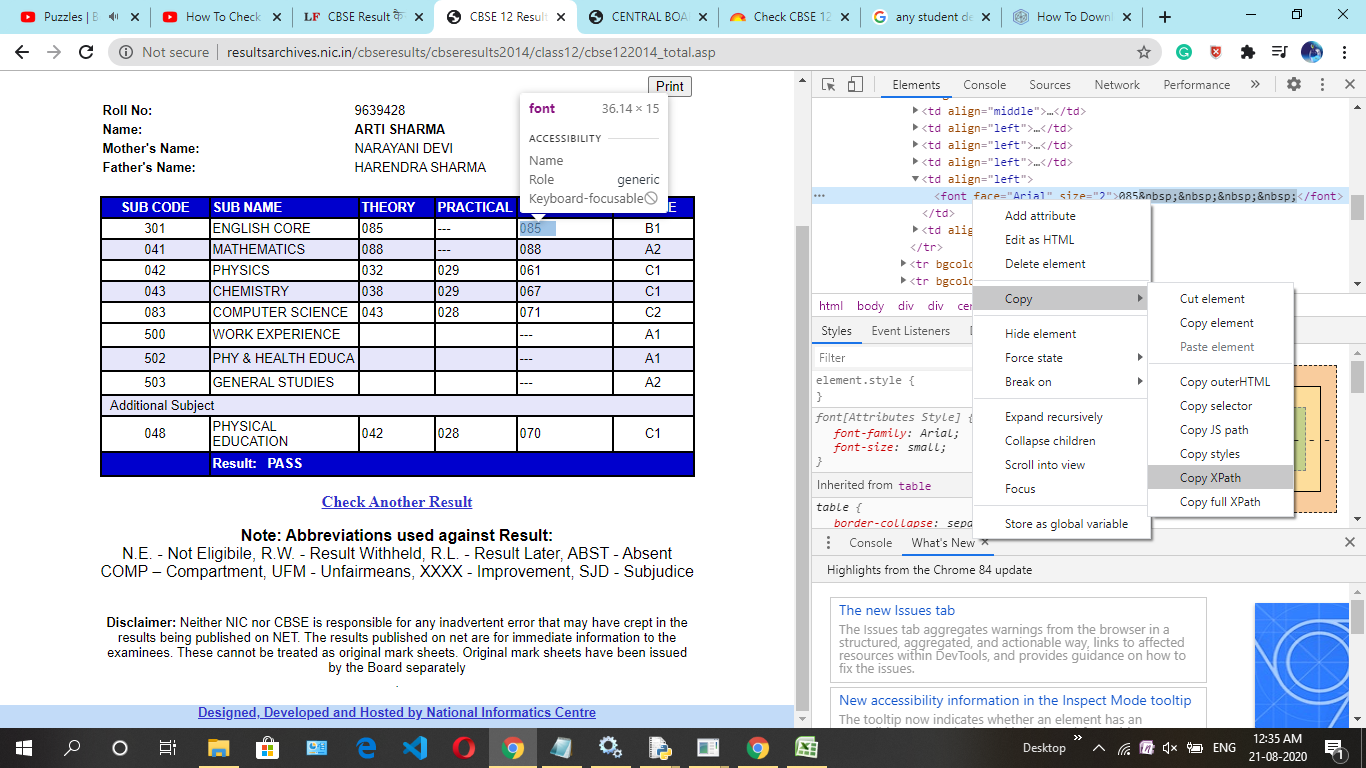 Puzzles | B
How To Check
LF CBSE Result के
CBSE 12 Resul
CENTRAL BOA
Check CBSE 12
any student de
How To Downl
Not secure | resultsarchives.nic.in/cbseresults/cbseresults2014/class12/cbse122014_total.asp
Print
Roll No: 9639428
Name: ARTI SHARMA
Mother's Name: NARAYANI DEVI
Father's Name: HARENDRA SHARMA
font 36.14 × 15
ACCESSIBILITY
Name
Role generic
Keyboard-focusable
SUB CODE SUB NAME THEORY PRACTICAL E
301 ENGLISH CORE 085 --- 085 B1
041 MATHEMATICS 088 --- 088 A2
042 PHYSICS 032 029 061 C1
043 CHEMISTRY 038 029 067 C1
083 COMPUTER SCIENCE 043 028 071 C2
500 WORK EXPERIENCE --- A1
502 PHY & HEALTH EDUCA --- A1
503 GENERAL STUDIES --- A2
Additional Subject
048 PHYSICAL EDUCATION 042 028 070 C1
Result: PASS
Check Another Result
Note: Abbreviations used against Result:
N.E. - Not Eligibile, R.W. - Result Withheld, R.L. - Result Later, ABST - Absent
COMP – Compartment, UFM - Unfairmeans, XXXX - Improvement, SJD - Subjudice
Disclaimer: Neither NIC nor CBSE is responsible for any inadvertent error that may have crept in the
results being published on NET. The results published on net are for immediate information to the
examinees. These cannot be treated as original mark sheets. Original mark sheets have been issued
by the Board separately
.
Designed, Developed and Hosted by National Informatics Centre
Elements Console Sources Network Performance »
<td align="middle">…</td>
<td align="left">…</td>
<td align="left">…</td>
<td align="left">…</td>
<td align="left">
<font face="Arial" size="2">085&nbsp;&nbsp;&nbsp;&nbsp;</font>
</td>
<td a
</tr>
<tr bgcolo
<tr bgcolo
html body div div cen
Styles Event Listeners
Filter
element.style {
}
font[Attributes Style] {
font-family: Arial;
font-size: small;
}
Inherited from table
table {
border-collapse: sepa
Add attribute
Edit as HTML
Delete element
Copy
Hide element
Force state
Break on
Expand recursively
Collapse children
Scroll into view
Focus
Store as global variable
Cut element
Copy element
Paste element
Copy outerHTML
Copy selector
Copy JS path
Copy styles
Copy XPath
Copy full XPath
Console What's New
Highlights from the Chrome 84 update
The new Issues tab
The Issues tab aggregates warnings from the browser in a
structured, aggregated, and actionable way, links to affected
resources within DevTools, and provides guidance on how to
fix the issues.
New accessibility information in the Inspect Mode tooltip
The tooltip now indicates whether an element has an
Desktop » ENG 12:35 AM
21-08-2020
1